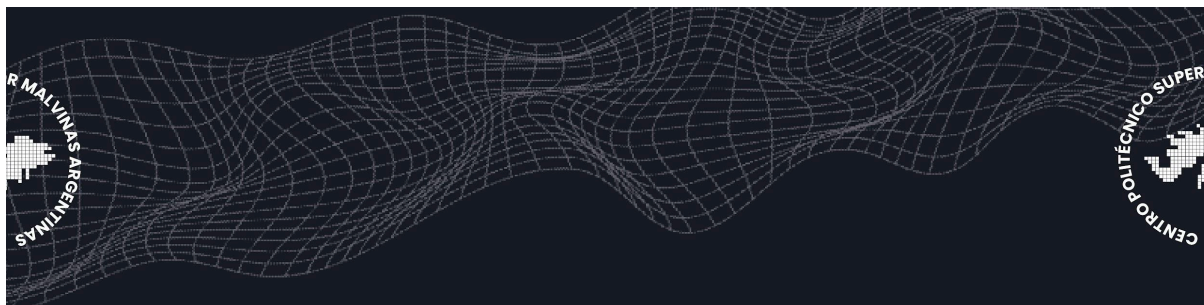 R MALVINAS ARGENTINAS
CENTRO POLITÉCNICO SUPER